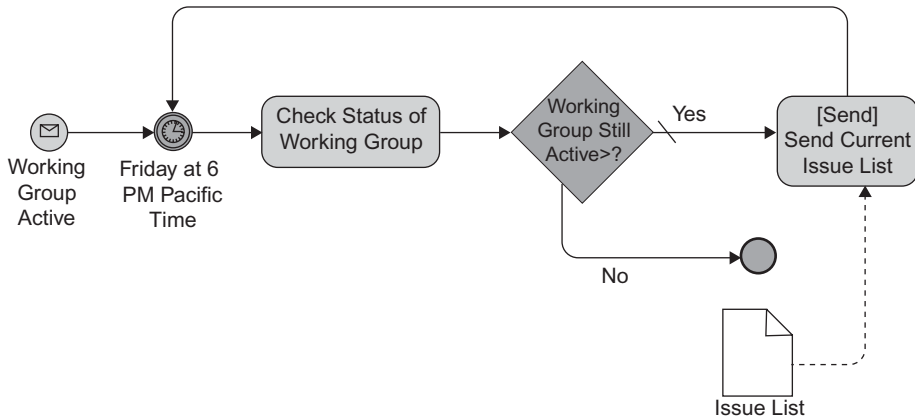 Working
Group
Active
Friday at 6
PM Pacific
Time
Check Status of
Working Group
Working
Group Still
Active>?
Yes
No
[Send]
Send Current
Issue List
Issue List